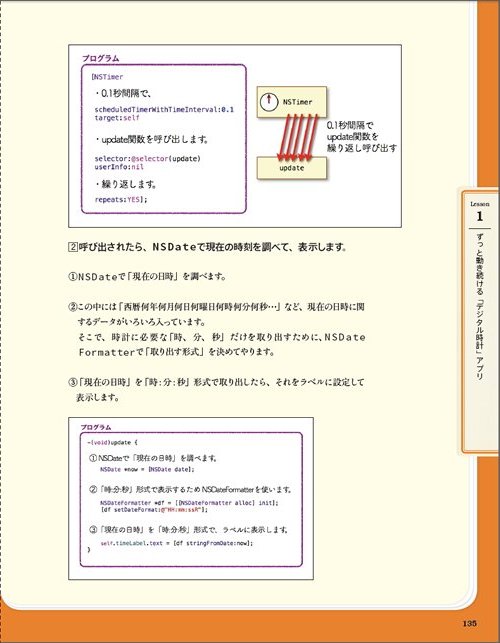 プログラム
[NSTimer
・0.1秒間隔で、
scheduledTimerWithTimeInterval:0.1
target:self
・update関数を呼び出します。
selector:@selector(update)
userInfo:nil
・繰り返します。
repeats:YES];
NSTimer
0.1秒間隔で
update関数を
繰り返し呼び出す
update
2 呼び出されたら、NSDateで現在の時刻を調べて、表示します。
①NSDateで「現在の日時」を調べます。
②この中には「西暦何年何月何日何曜日何時何分何秒…」など、現在の日時に関
するデータがいろいろ入っています。
そこで、時計に必要な「時、分、秒」だけを取り出すために、NSDate
Formatterで「取り出す形式」を決めてやります。
③「現在の日時」を「時:分:秒」形式で取り出したら、それをラベルに設定して
表示します。
プログラム
-(void)update {
①NSDateで「現在の日時」を調べます。
NSDate *now = [NSDate date];
②「時:分:秒」形式で表示するためNSDateFormatterを使います。
NSDateFormatter *df = [[NSDateFormatter alloc] init];
[df setDateFormat:@"HH:mm:ss"];
③「現在の日時」を「時:分:秒」形式で、ラベルに表示します。
self.timeLabel.text = [df stringFromDate:now];
}
Lesson
1
ずっと動き続ける「デジタル時計」アプリ
135